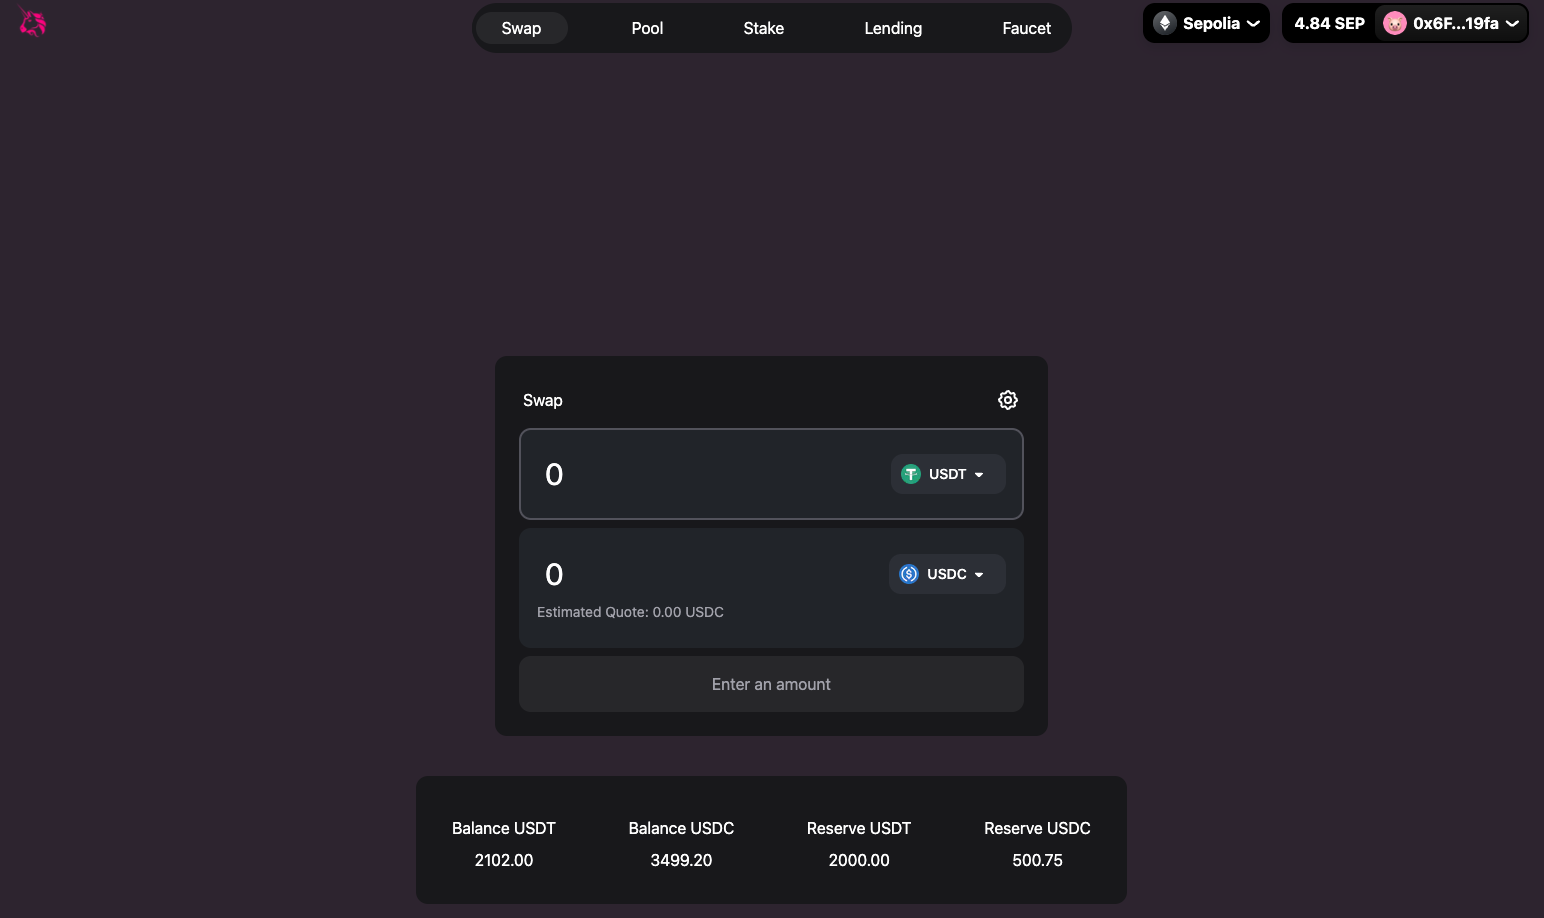 Swap Pool Stake Lending Faucet Sepolia 4.84 SEP 0x6F...19fa
Swap
0 USDT
0 USDC
Estimated Quote: 0.00 USDC
Enter an amount
Balance USDT Balance USDC Reserve USDT Reserve USDC
2102.00 3499.20 2000.00 500.75